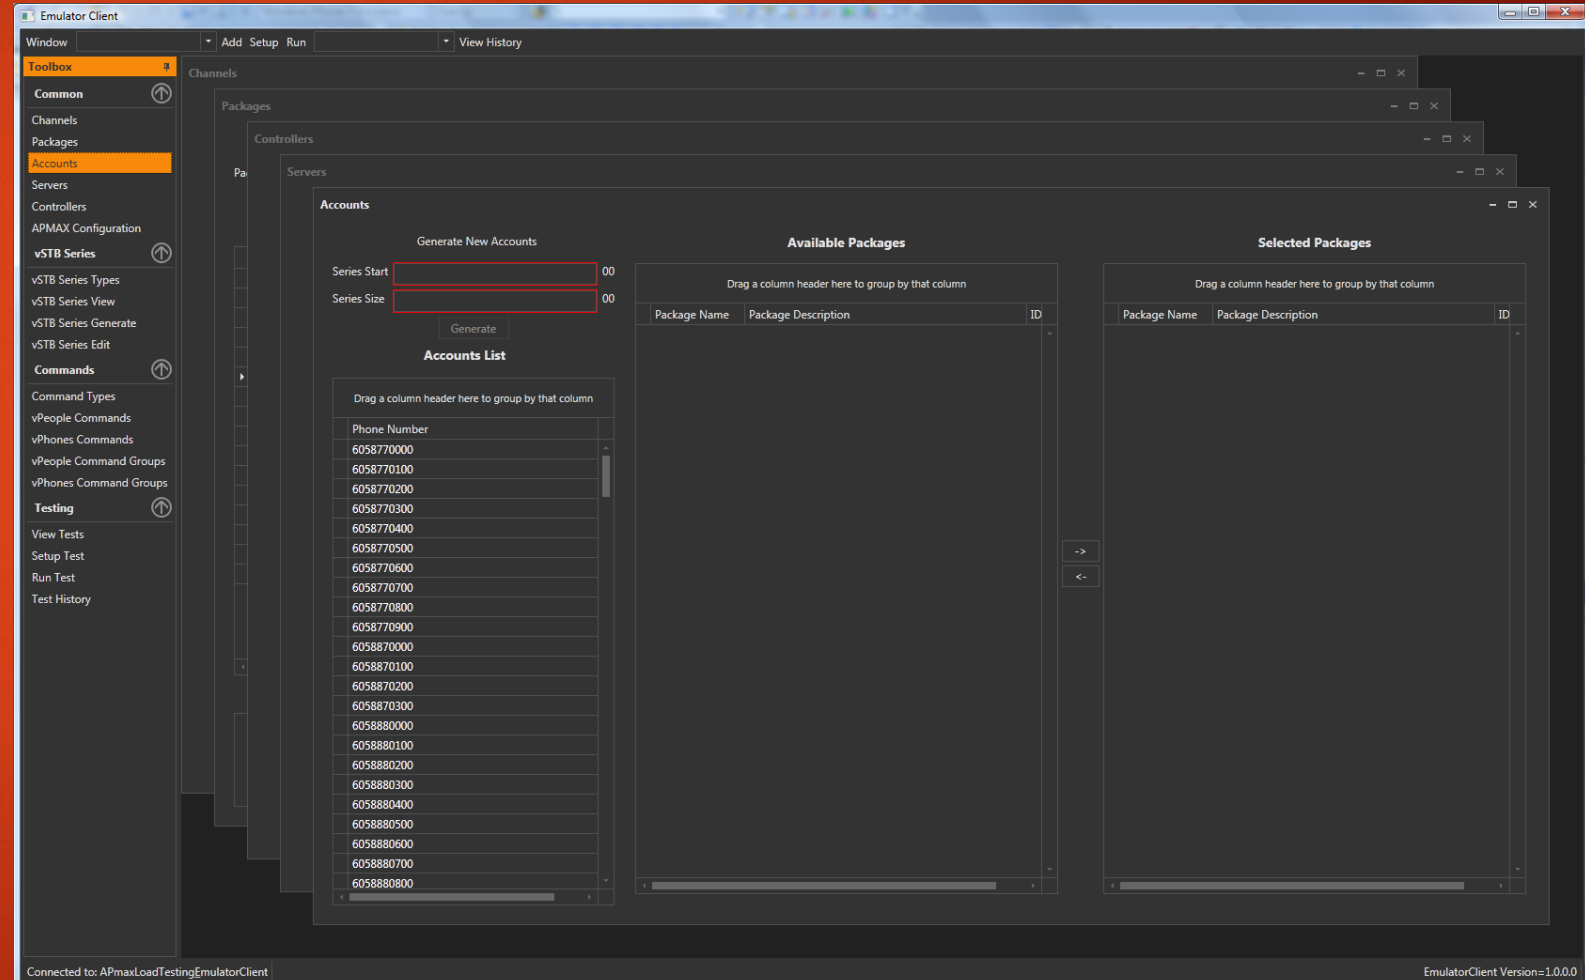 Emulator Client
Window Add Setup Run View History
Toolbox
Common
Channels
Packages
Accounts
Servers
Controllers
APMAX Configuration
vSTB Series
vSTB Series Types
vSTB Series View
vSTB Series Generate
vSTB Series Edit
Commands
Command Types
vPeople Commands
vPhones Commands
vPeople Command Groups
vPhones Command Groups
Testing
View Tests
Setup Test
Run Test
Test History
Channels
Packages
Pa
Controllers
Servers
Accounts
Generate New Accounts
Series Start 00
Series Size 00
Generate
Accounts List
Drag a column header here to group by that column
Phone Number
6058770000
6058770100
6058770200
6058770300
6058770400
6058770500
6058770600
6058770700
6058770800
6058770900
6058870000
6058870100
6058870200
6058870300
6058880000
6058880100
6058880200
6058880300
6058880400
6058880500
6058880600
6058880700
6058880800
Available Packages
Drag a column header here to group by that column
Package Name Package Description ID
->
<-
Selected Packages
Drag a column header here to group by that column
Package Name Package Description ID
Connected to: APmaxLoadTestingEmulatorClient
EmulatorClient Version=1.0.0.0